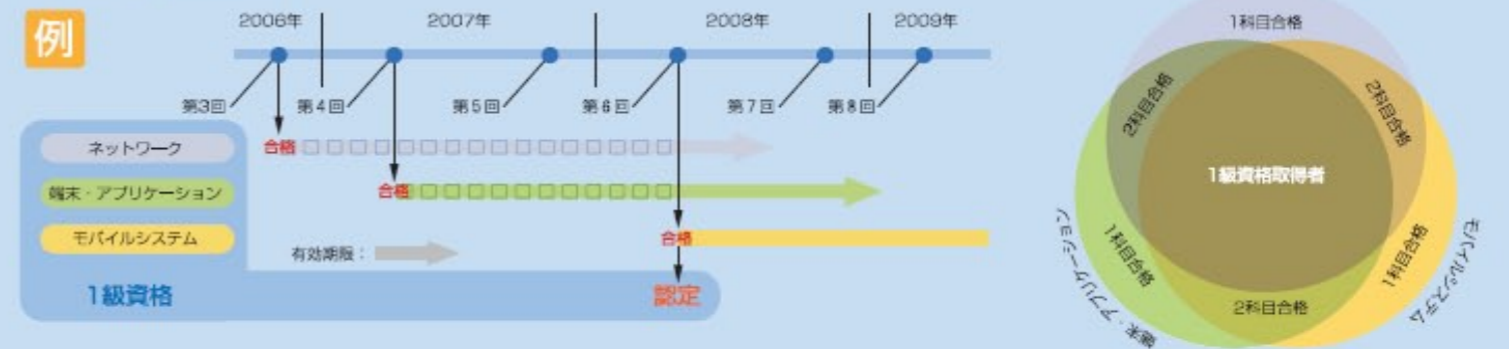 例
2006年
2007年
2008年
2009年
第3回
第4回
第5回
第6回
第7回
第8回
ネットワーク
合格
端末・アプリケーション
合格
モバイルシステム
合格
有効期限：
1級資格
認定
1科目合格
2科目合格
2科目合格
1級資格取得者
1科目合格
1科目合格
2科目合格
端末・アプリケーション
モバイルシステム